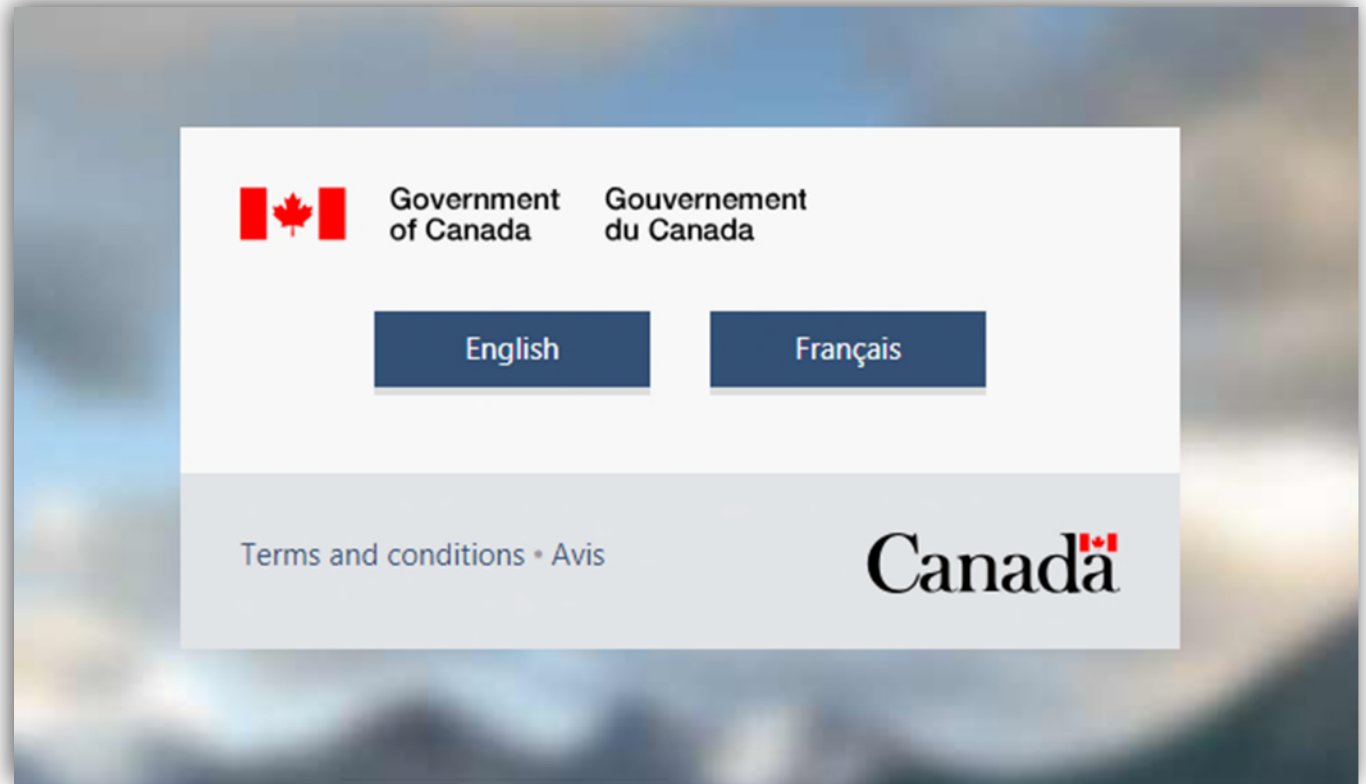 Government of Canada
Gouvernement du Canada
English
Français
Terms and conditions • Avis
Canada